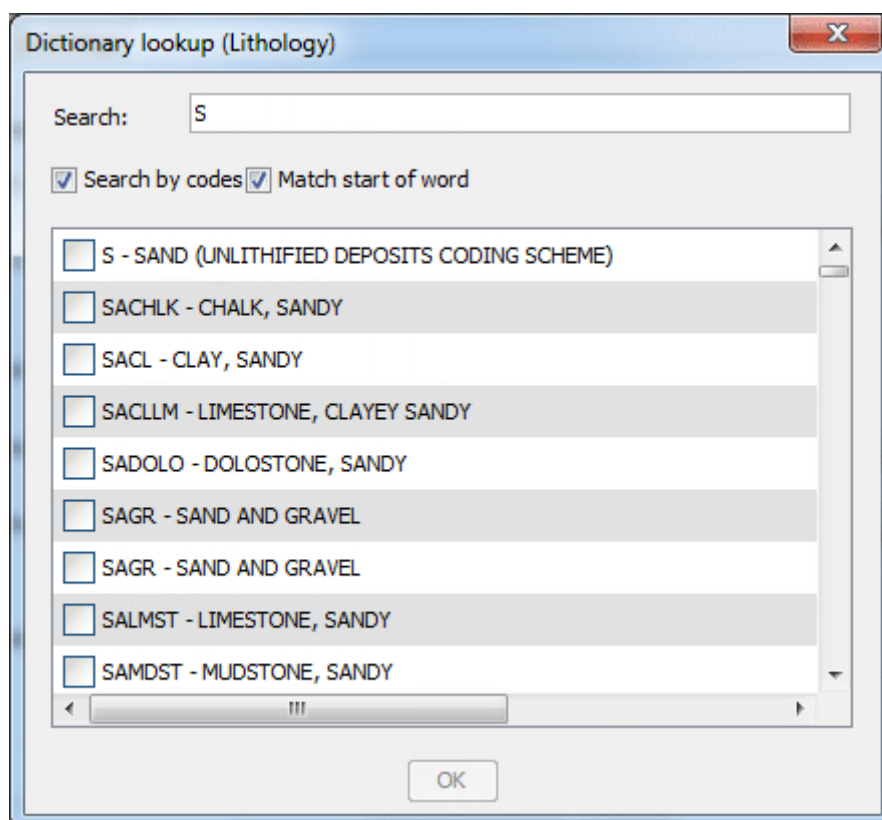 Dictionary lookup (Lithology)
Search: S
Search by codes Match start of word
S - SAND (UNLITHIFIED DEPOSITS CODING SCHEME)
SACHLK - CHALK, SANDY
SACL - CLAY, SANDY
SACLLM - LIMESTONE, CLAYEY SANDY
SADOLO - DOLOSTONE, SANDY
SAGR - SAND AND GRAVEL
SAGR - SAND AND GRAVEL
SALMST - LIMESTONE, SANDY
SAMDST - MUDSTONE, SANDY
OK